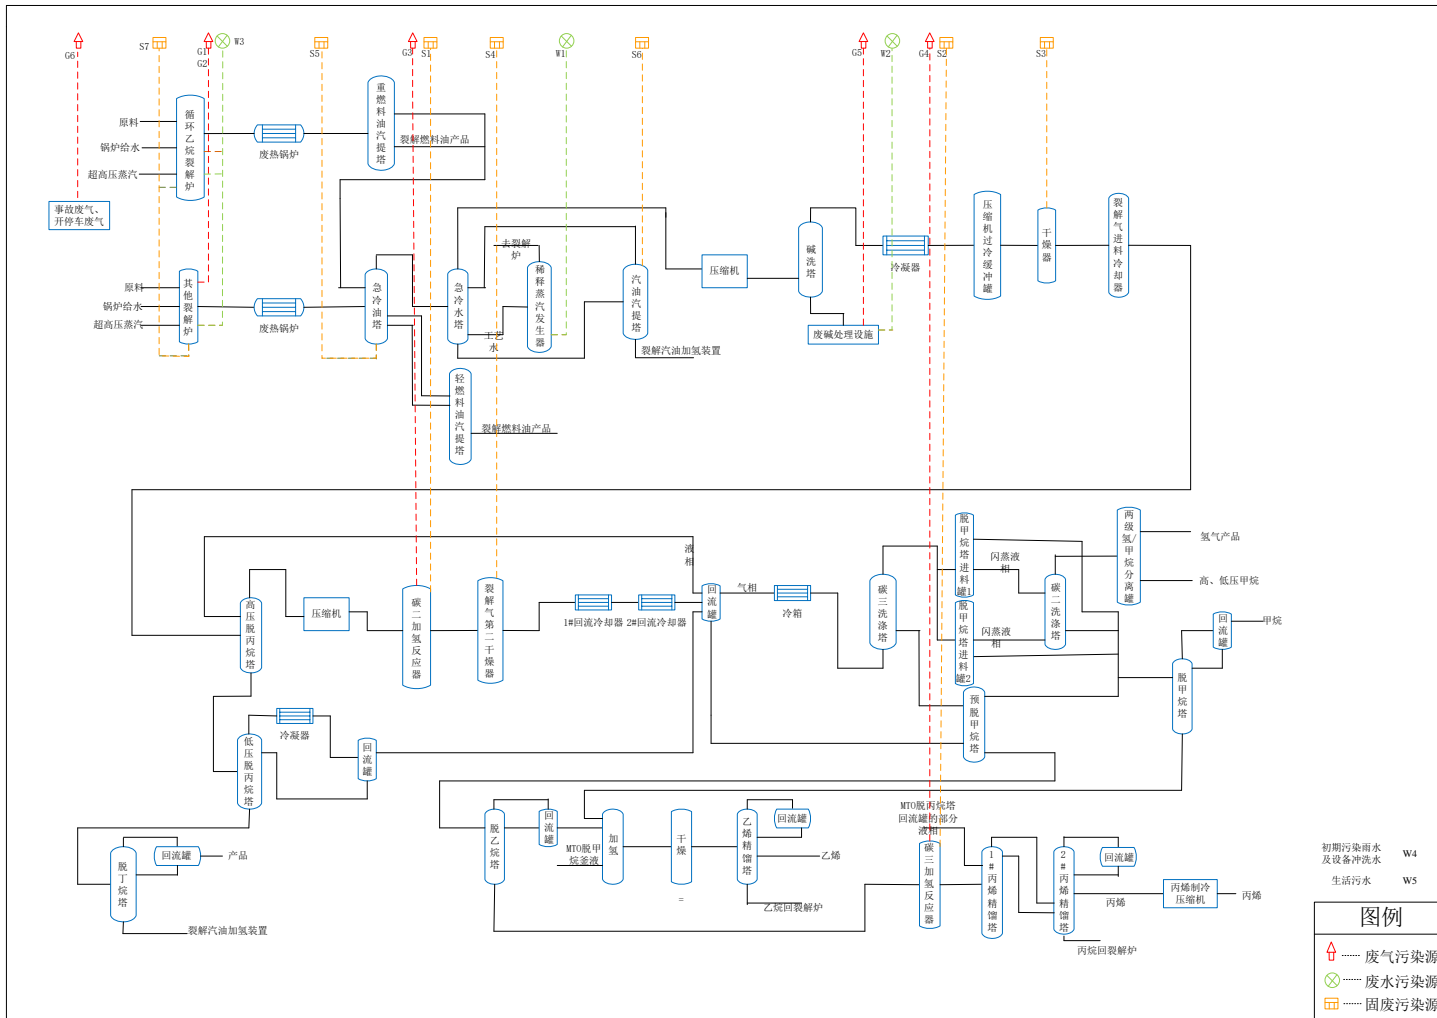 G6
S7
G1
G2
W3
S5
G3
S1
S4
W1
S6
G5
W2
G4
S2
S3
原料
锅炉给水
超高压蒸汽
循环乙烷裂解炉
废热锅炉
重燃料油汽提塔
裂解燃料油产品
事故废气、
开停车废气
原料
锅炉给水
超高压蒸汽
其他裂解炉
废热锅炉
急冷油塔
急冷水塔
去裂解
炉
工艺
水
稀释蒸汽发生器
汽油汽提塔
裂解汽油加氢装置
压缩机
碱洗塔
废碱处理设施
冷凝器
压缩机过冷缓冲罐
干燥器
裂解气进料冷却器
轻燃料油汽提塔
裂解燃料油产品
高压脱丙烷塔
压缩机
碳二加氢反应器
裂解气第二干燥器
1#回流冷却器
2#回流冷却器
液相
回流罐
气相
冷箱
碳三洗涤塔
脱甲烷塔进料罐1
脱甲烷塔进料罐2
闪蒸液
相
闪蒸液
相
碳二洗涤塔
两级氢/甲烷分离罐
氢气产品
高、低压甲烷
回流罐
甲烷
脱甲烷塔
预脱甲烷塔
低压脱丙烷塔
冷凝器
回流罐
脱丁烷塔
回流罐
产品
裂解汽油加氢装置
脱乙烷塔
回流罐
加氢
MTO脱甲
烷釜液
干燥
=
乙烯精馏塔
回流罐
乙烯
乙烷回裂解炉
MTO脱丙烷塔
回流罐的部分
液相
碳三加氢反应器
1#丙烯精馏塔
2#丙烯精馏塔
回流罐
丙烯
丙烯制冷
压缩机
丙烯
丙烷回裂解炉
初期污染雨水
及设备冲洗水
W4
生活污水
W5
图例
废气污染源
废水污染源
固废污染源